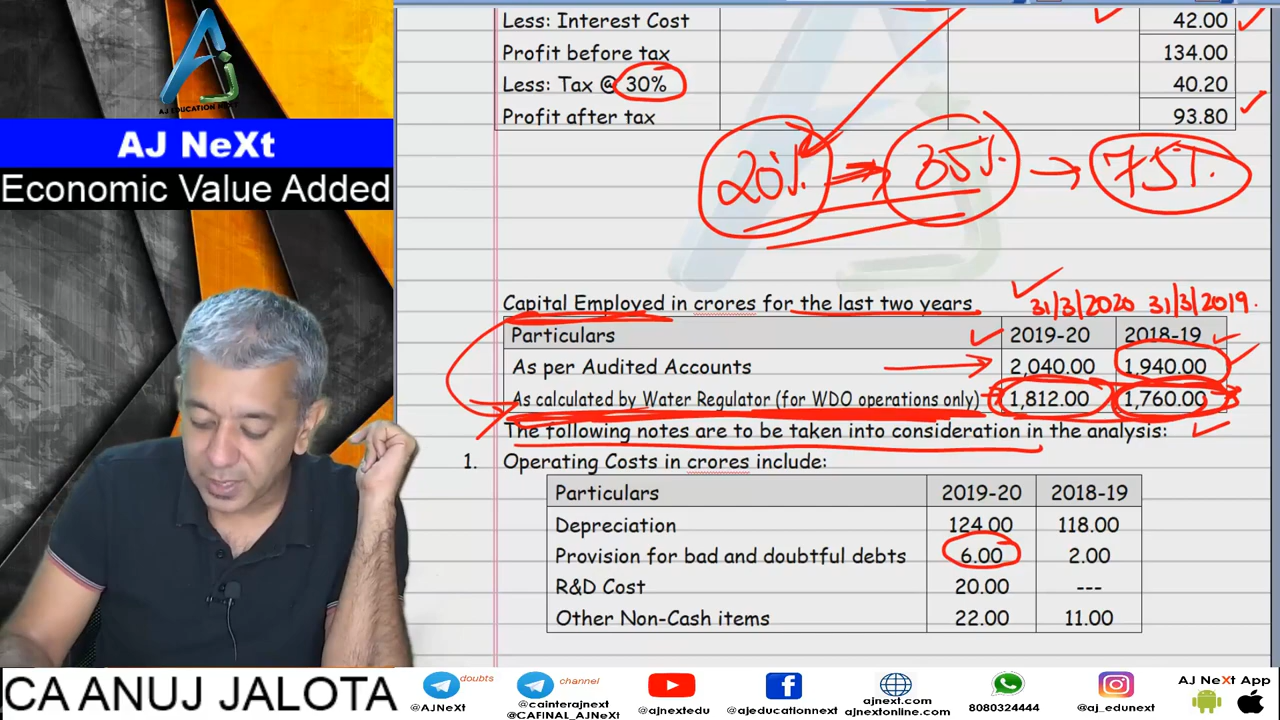 AJ EDUCATION NEXT
AJ NeXt
Economic Value Added
Less: Interest Cost 42.00
Profit before tax 134.00
Less: Tax @ 30% 40.20
Profit after tax 93.80
20% → 35% → 75%
Capital Employed in crores for the last two years. 31/3/2020 31/3/2019.
Particulars 2019-20 2018-19
As per Audited Accounts 2,040.00 1,940.00
As calculated by Water Regulator (for WDO operations only) 1,812.00 1,760.00
The following notes are to be taken into consideration in the analysis:
1. Operating Costs in crores include:
Particulars 2019-20 2018-19
Depreciation 124.00 118.00
Provision for bad and doubtful debts 6.00 2.00
R&D Cost 20.00 ---
Other Non-Cash items 22.00 11.00
CA ANUJ JALOTA
doubts
@AJNeXt
channel
@cainterajnext
@CAFINAL_AJNeXt
@ajnextedu
@ajeducationnext
ajnext.com
ajnextonline.com
8080323424
@aj_edunext
AJ NeXt App